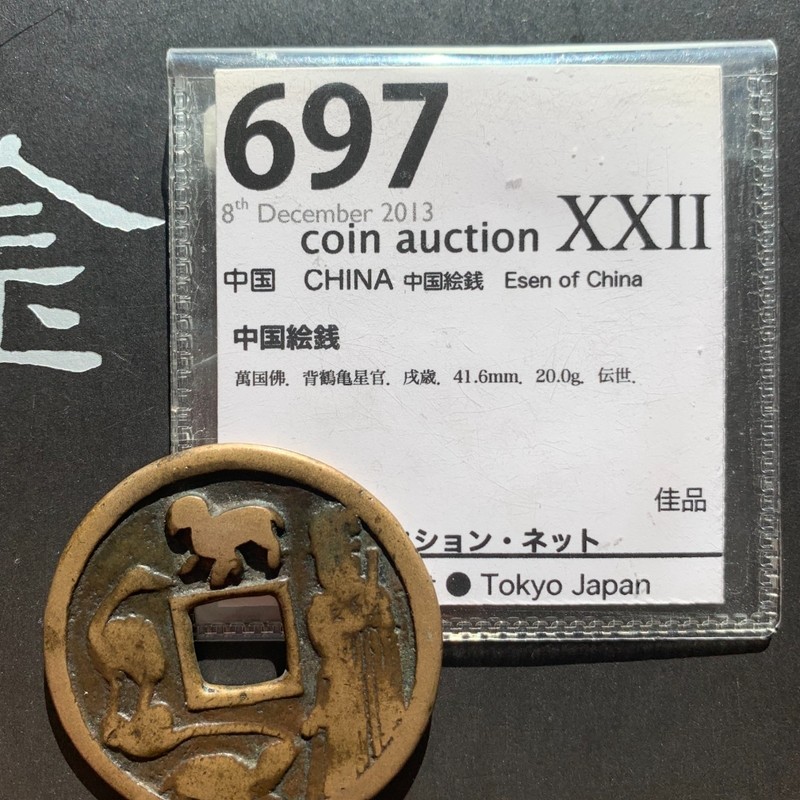 697
8th December 2013
coin auction XXII
中国 CHINA 中国絵銭 Esen of China
中国絵銭
萬国佛. 背鶴亀星官. 戌歳. 41.6mm. 20.0g. 伝世.
佳品
ション・ネット
● Tokyo Japan